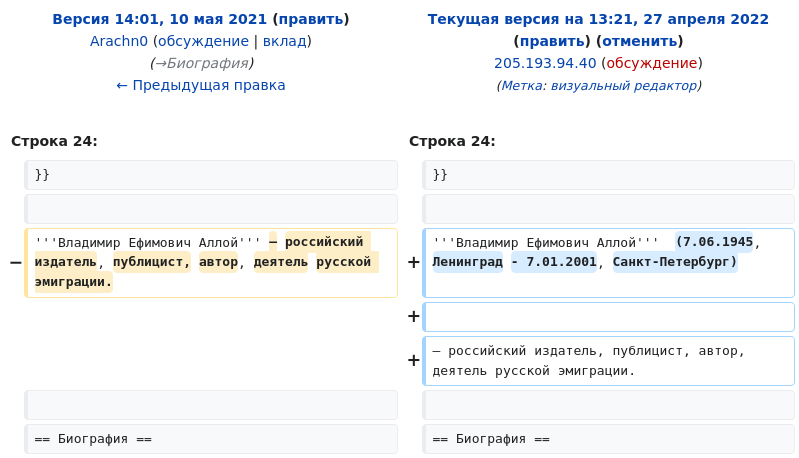 Версия 14:01, 10 мая 2021 (править)
Arachn0 (обсуждение | вклад)
(→Биография)
← Предыдущая правка
Текущая версия на 13:21, 27 апреля 2022
(править) (отменить)
205.193.94.40 (обсуждение)
(Метка: визуальный редактор)
Строка 24:
Строка 24:
}}
}}
− '''Владимир Ефимович Аллой''' — российский
издатель, публицист, автор, деятель русской
эмиграции.
+ '''Владимир Ефимович Аллой'''  (7.06.1945,
Ленинград - 7.01.2001, Санкт-Петербург)
+
+ — российский издатель, публицист, автор,
деятель русской эмиграции.
== Биография ==
== Биография ==